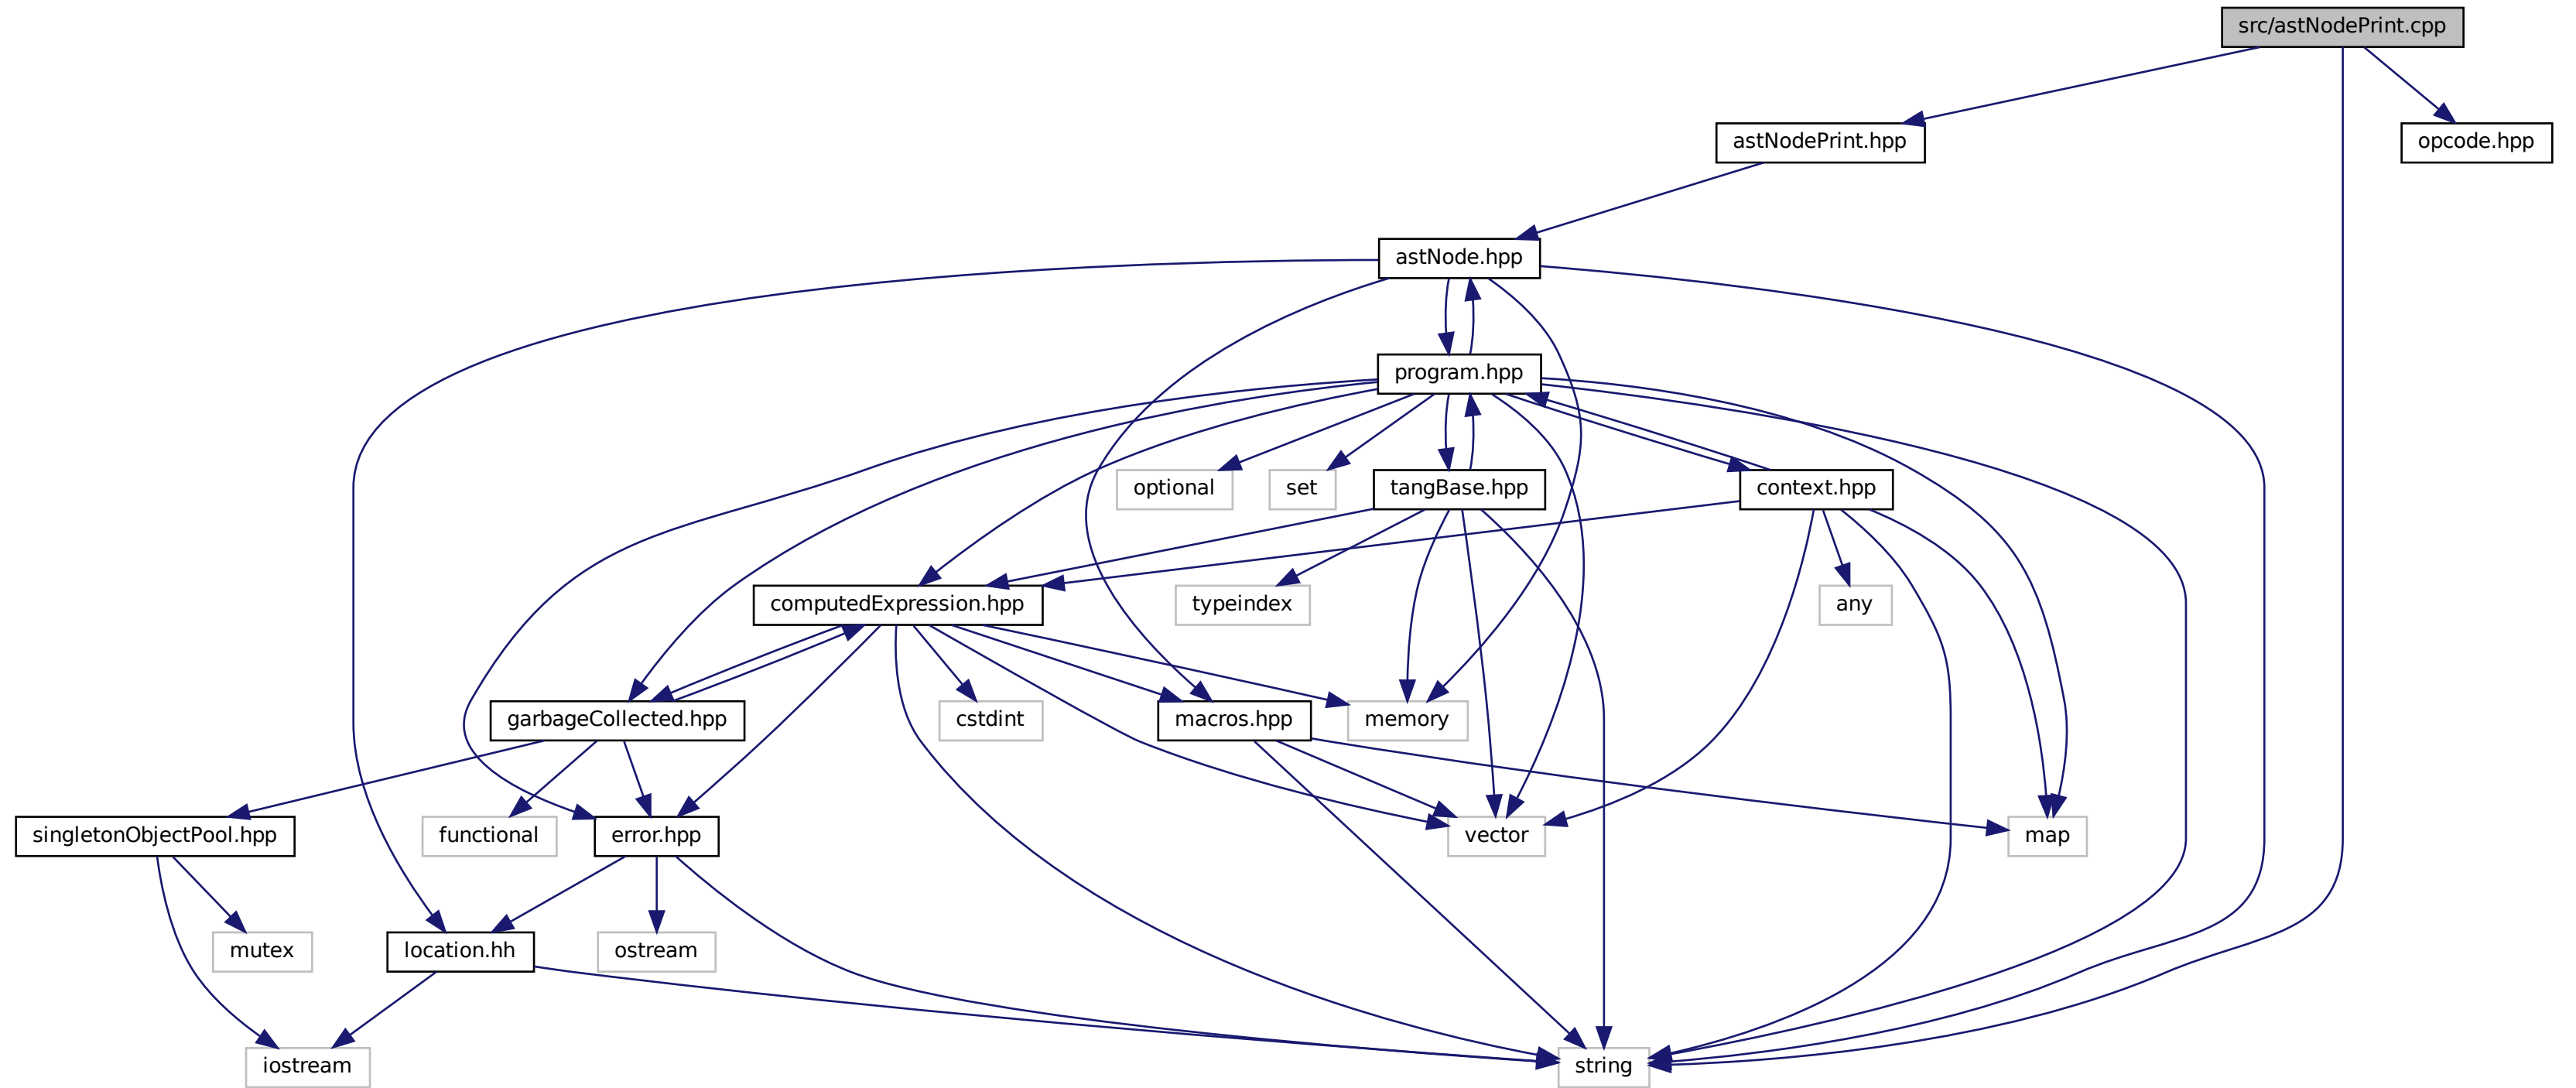 src/astNodePrint.cpp
astNodePrint.hpp
opcode.hpp
astNode.hpp
program.hpp
optional
set
tangBase.hpp
context.hpp
computedExpression.hpp
typeindex
any
garbageCollected.hpp
cstdint
macros.hpp
memory
singletonObjectPool.hpp
functional
error.hpp
vector
map
mutex
location.hh
ostream
iostream
string